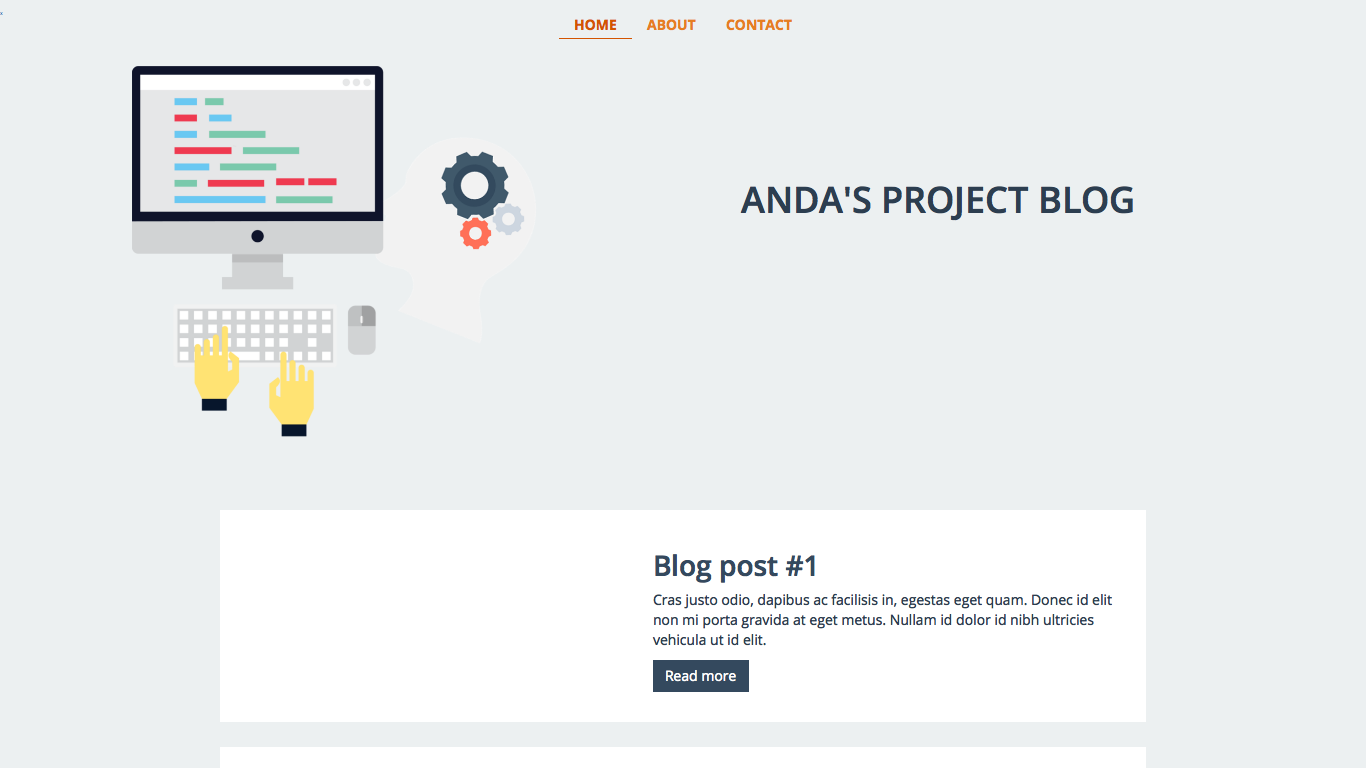 HOME ABOUT CONTACT
ANDA'S PROJECT BLOG
Blog post #1
Cras justo odio, dapibus ac facilisis in, egestas eget quam. Donec id elit
non mi porta gravida at eget metus. Nullam id dolor id nibh ultricies
vehicula ut id elit.
Read more